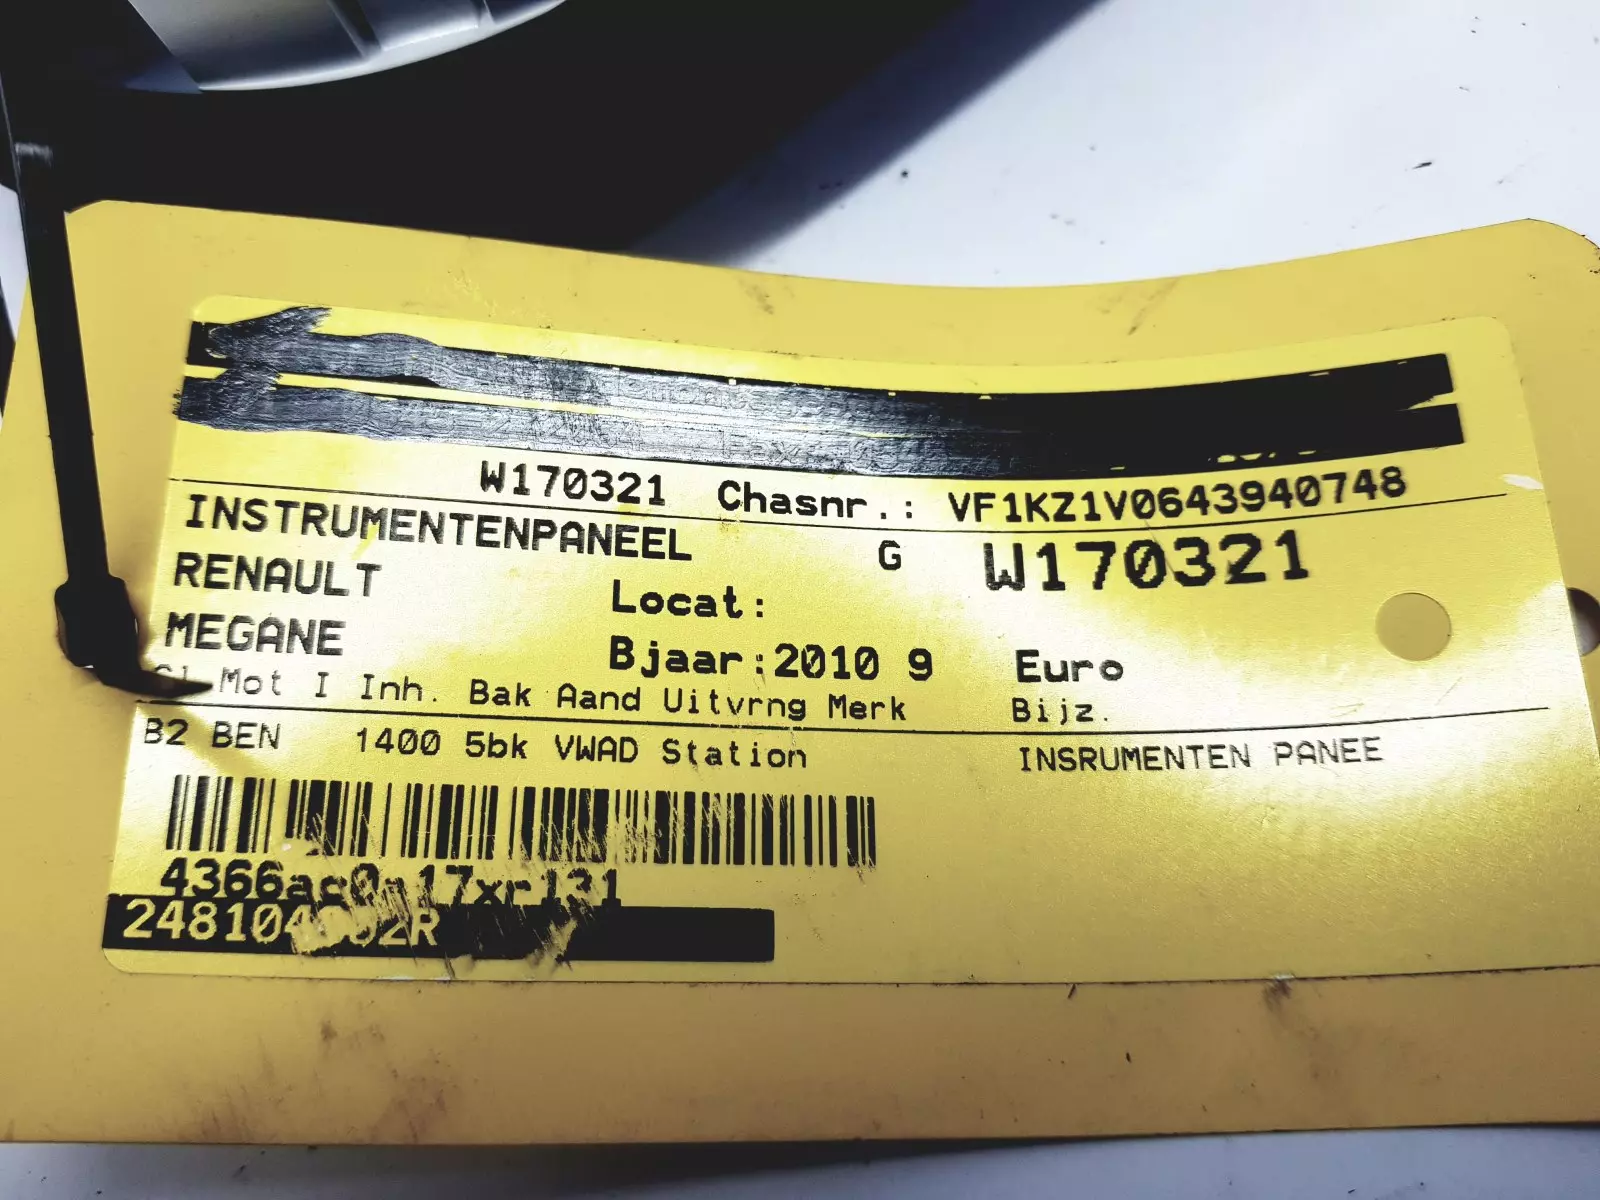 W170321 Chasnr.: VF1KZ1V0643940748
INSTRUMENTENPANEEL G W170321
RENAULT Locat:
MEGANE Bjaar:2010 9 Euro
Mot I Inh. Bak Aand Uitvrng Merk Bijz.
B2 BEN 1400 5bk VWAD Station INSRUMENTEN PANEE